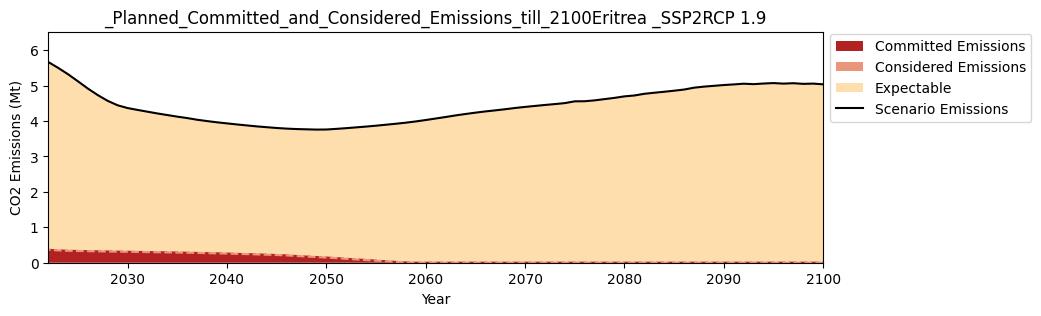 _Planned_Committed_and_Considered_Emissions_till_2100Eritrea _SSP2RCP 1.9
6
5
4
3
2
1
0
CO2 Emissions (Mt)
2030 2040 2050 2060 2070 2080 2090 2100
Year
Committed Emissions
Considered Emissions
Expectable
Scenario Emissions